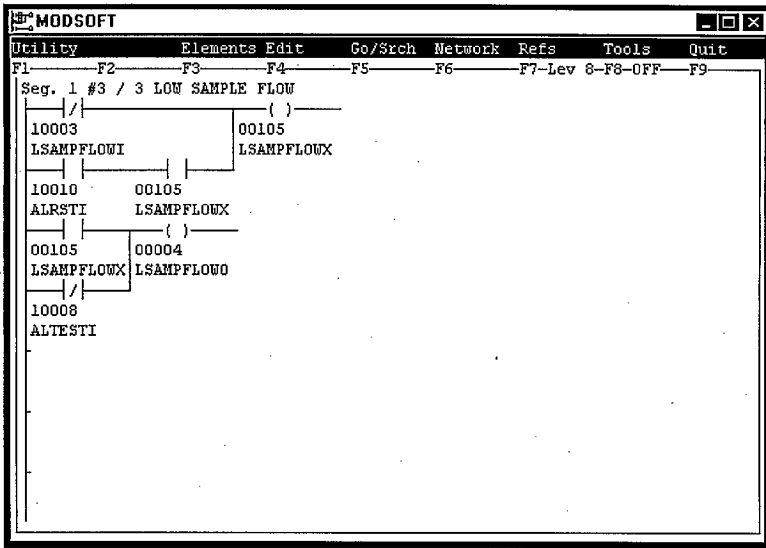 MODSOFT
Utility Elements Edit Go/Srch Network Refs Tools Quit
F1 F2 F3 F4 F5 F6 F7-Lev 8-F8-OFF F9
Seg. 1 #3 / 3 LOW SAMPLE FLOW
10003 00105
LSAMPFLOWI LSAMPFLOWX
10010 00105
ALRSTI LSAMPFLOWX
00105 00004
LSAMPFLOWX LSAMPFLOWO
10008
ALTESTI